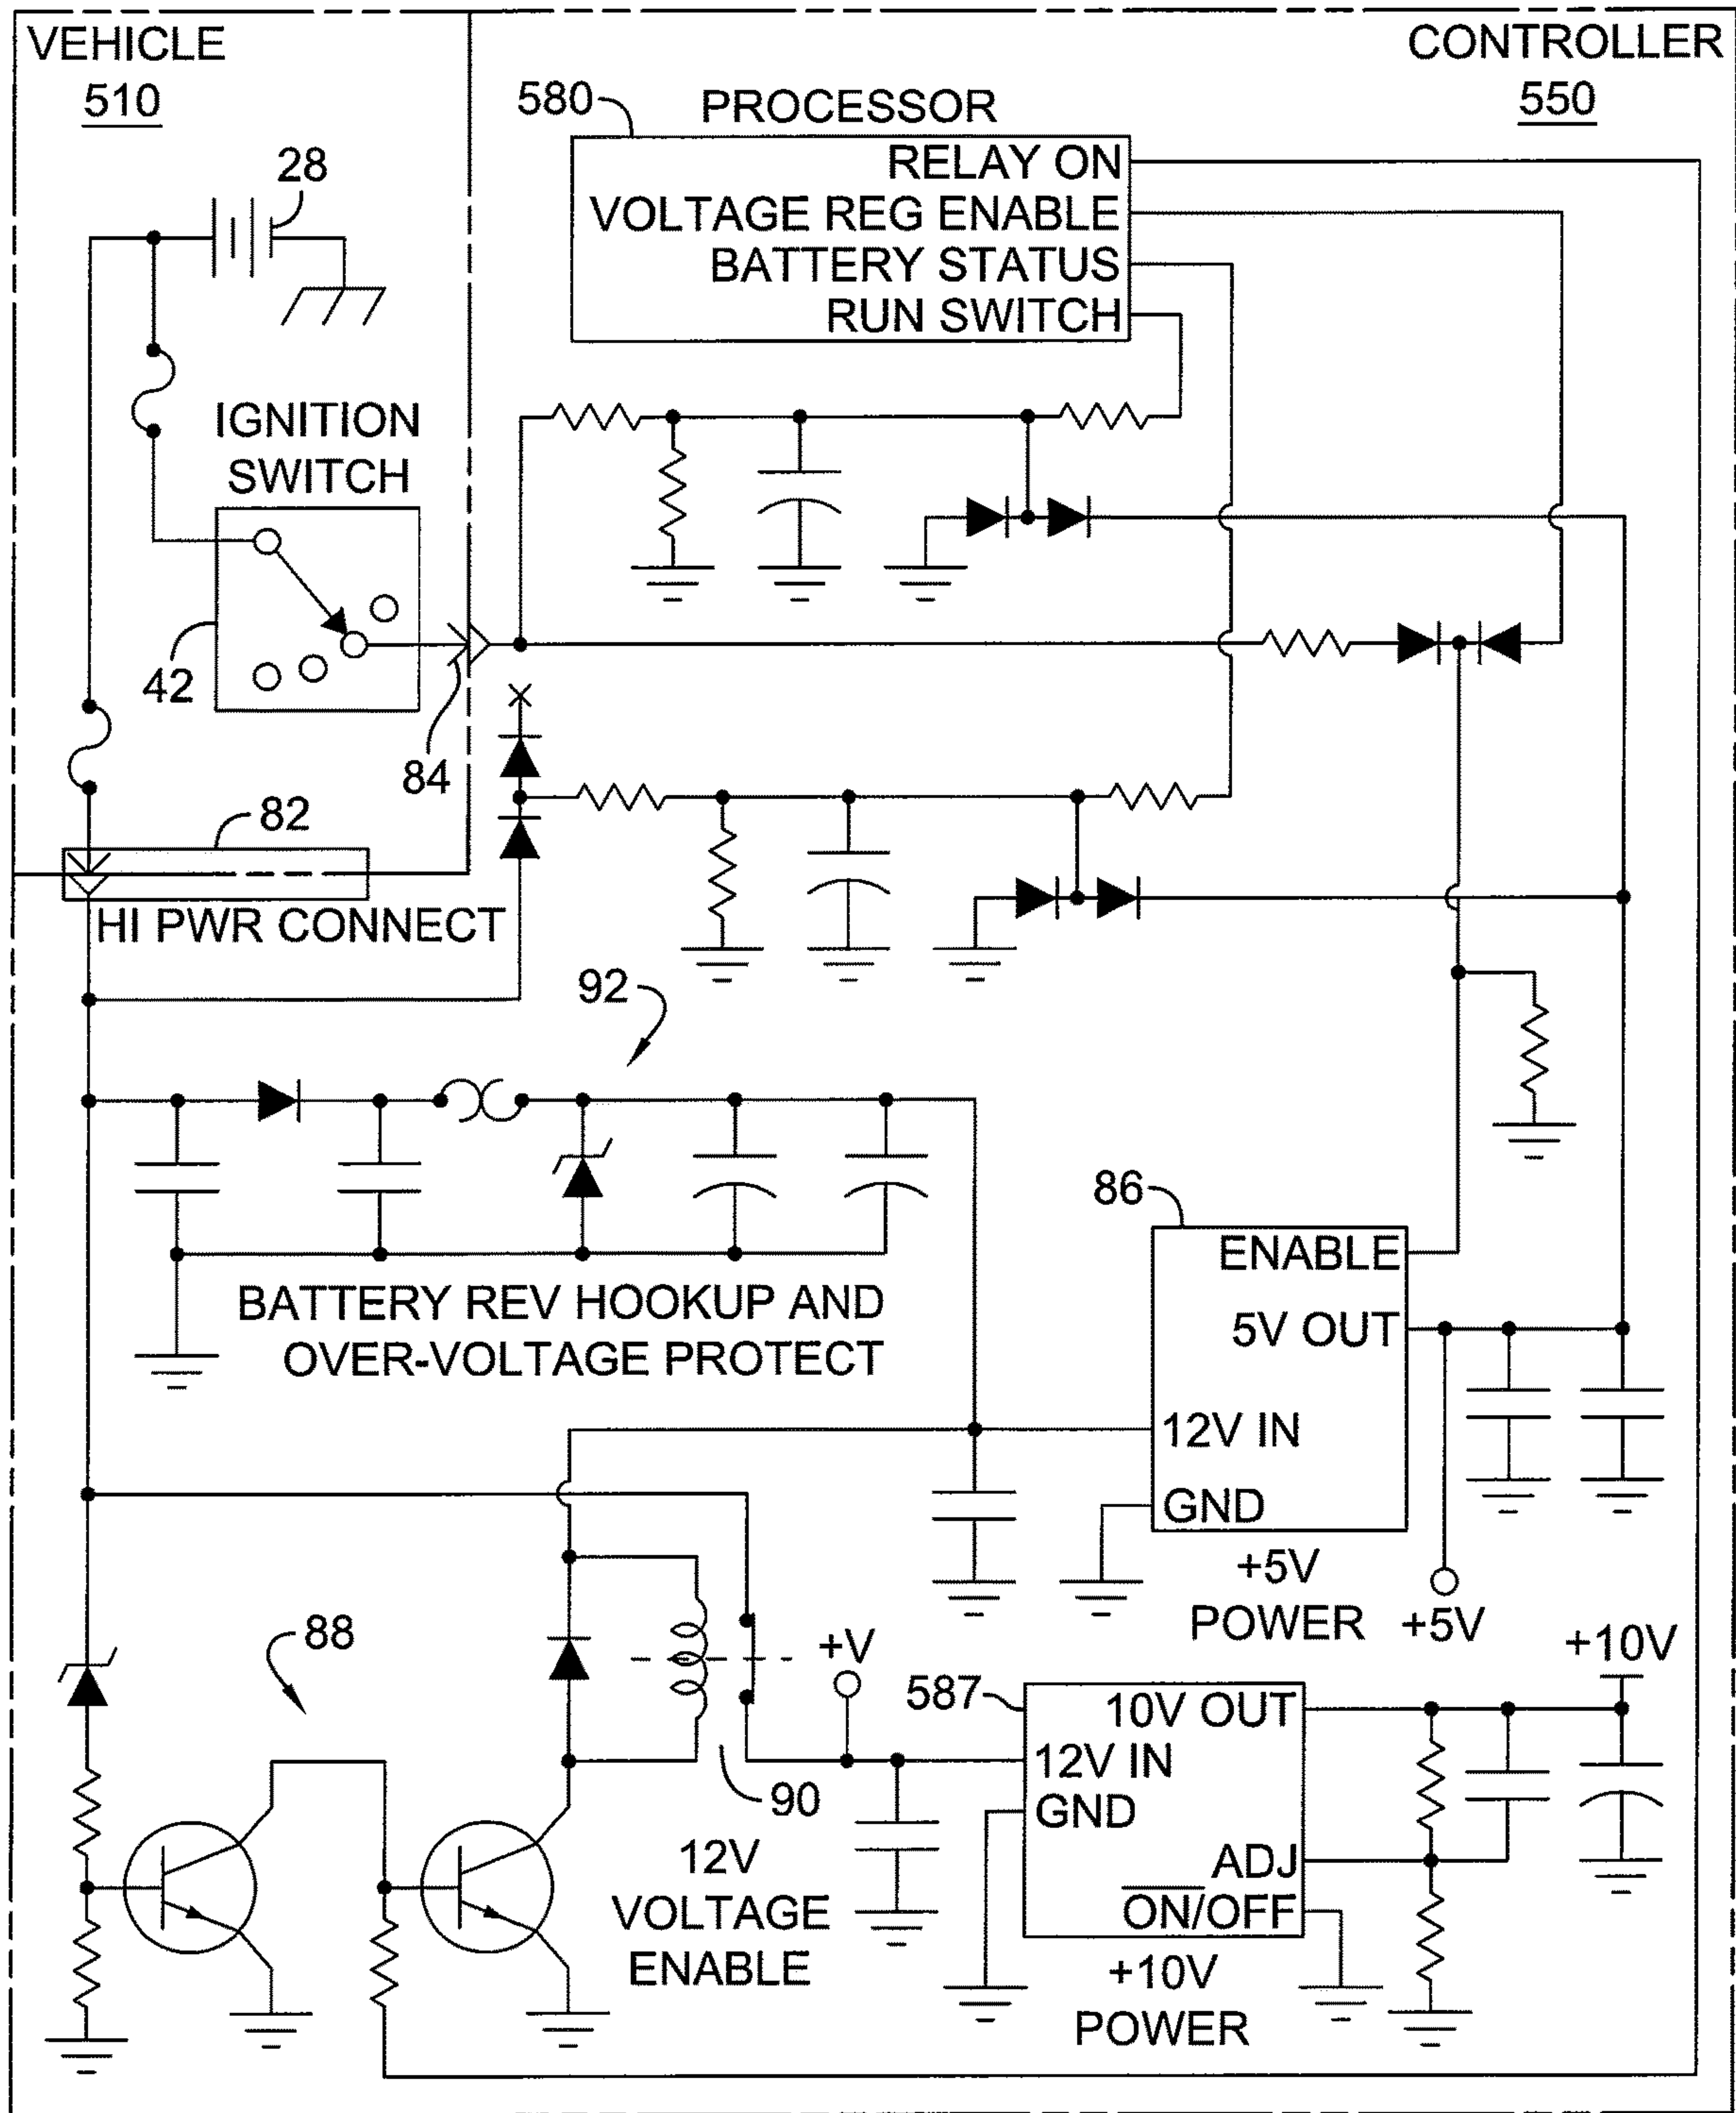 VEHICLE
510
CONTROLLER
550
580
PROCESSOR
RELAY ON
VOLTAGE REG ENABLE
BATTERY STATUS
RUN SWITCH
28
IGNITION
SWITCH
42
84
82
HI PWR CONNECT
92
BATTERY REV HOOKUP AND
OVER-VOLTAGE PROTECT
86
ENABLE
5V OUT
12V IN
GND
+5V
POWER
+5V
88
+V
90
12V
VOLTAGE
ENABLE
587
10V OUT
12V IN
GND
ADJ
ON/OFF
+10V
POWER
+10V